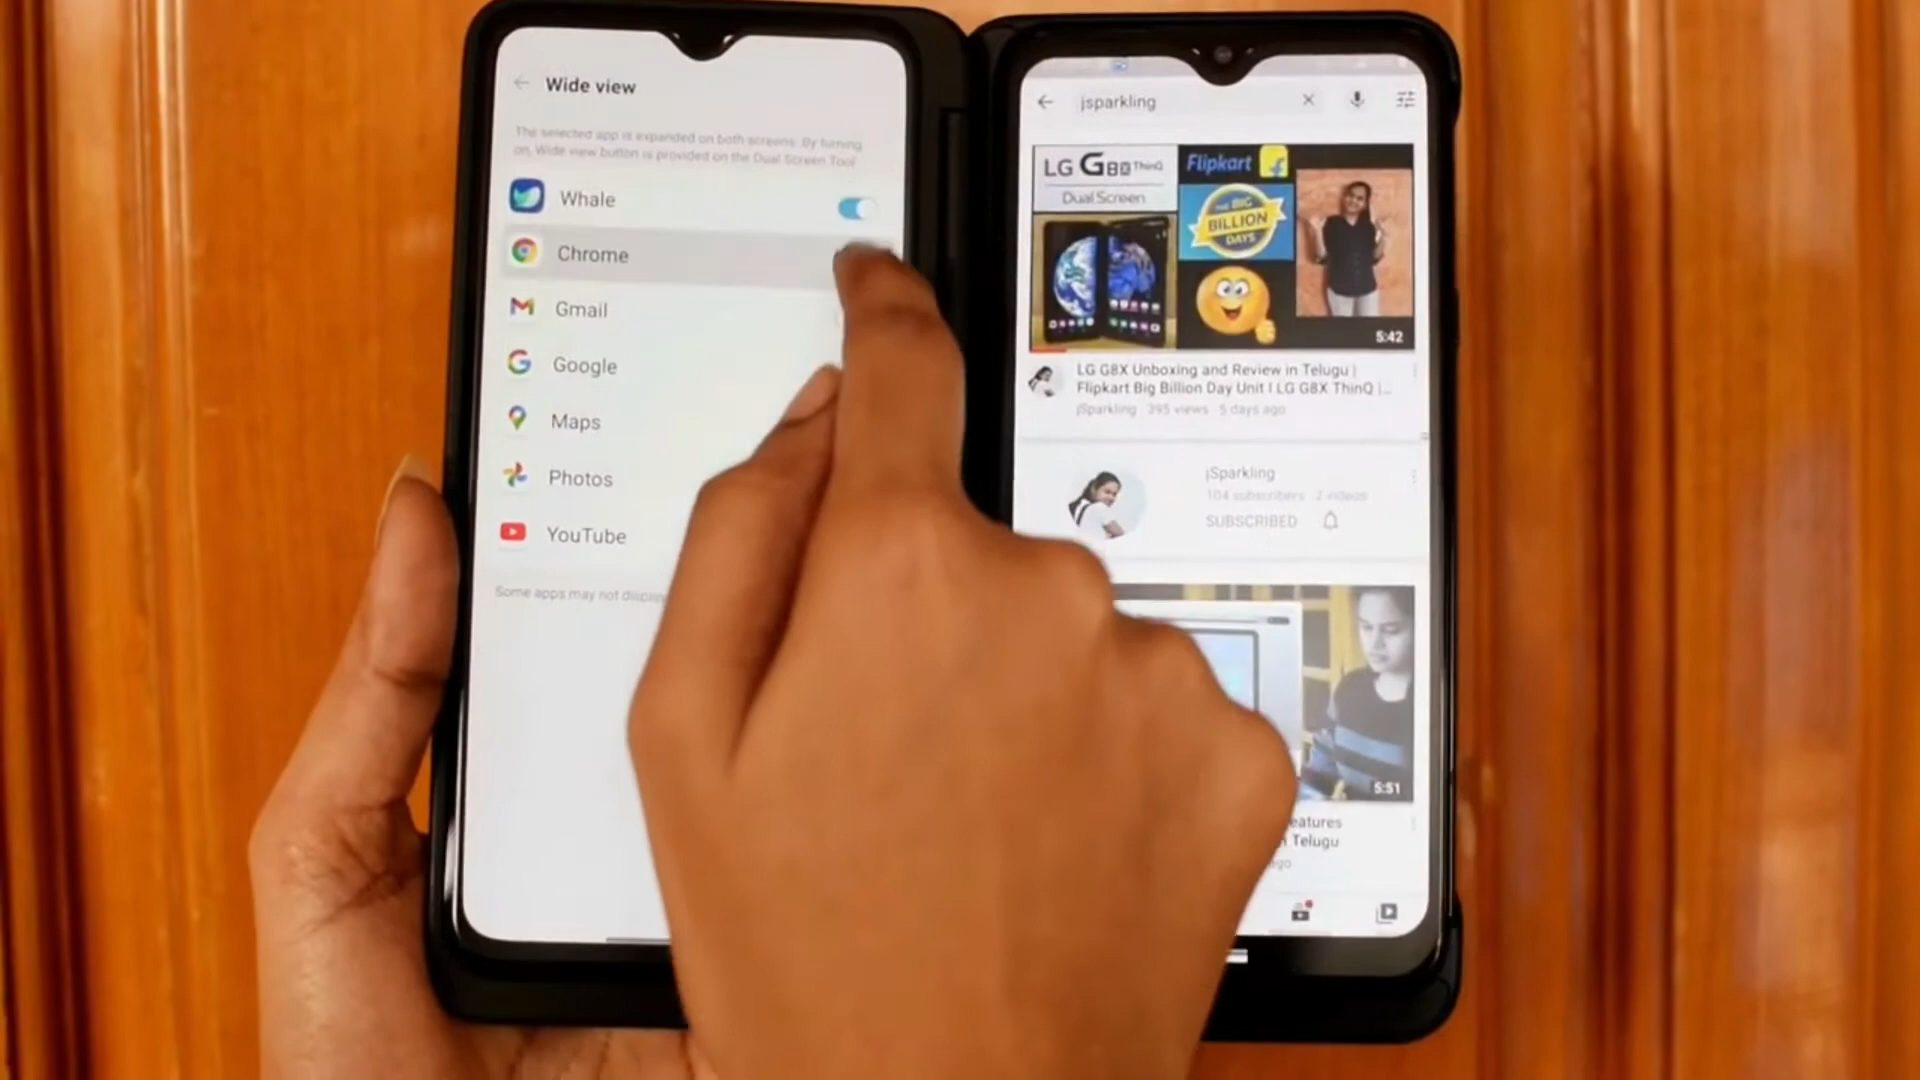 Wide view
The selected app is expanded on both screens. By turning
on, Wide view button is provided on the Dual Screen Tool
Whale
Chrome
Gmail
Google
Maps
Photos
YouTube
Some apps may not
jsparkling
LG G8X ThinQ
Dual Screen
Flipkart
THE BIG
BILLION
DAYS
5:42
LG G8X Unboxing and Review in Telugu |
Flipkart Big Billion Day Unit l LG G8X ThinQ |...
jSparkling · 395 views · 5 days ago
jSparkling
104 subscribers · 2 videos
SUBSCRIBED
5:51
eatures
n Telugu
ago